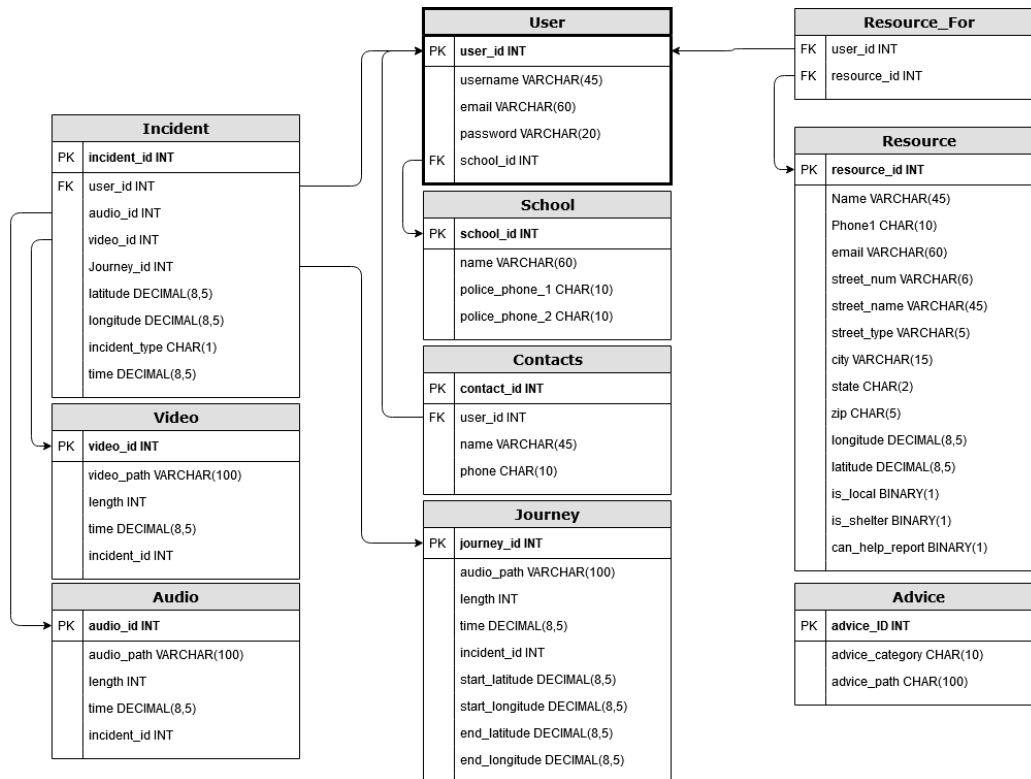 User
PK user_id INT
username VARCHAR(45)
email VARCHAR(60)
password VARCHAR(20)
FK school_id INT
Resource_For
FK user_id INT
FK resource_id INT
Incident
PK incident_id INT
FK user_id INT
audio_id INT
video_id INT
Journey_id INT
latitude DECIMAL(8,5)
longitude DECIMAL(8,5)
incident_type CHAR(1)
time DECIMAL(8,5)
School
PK school_id INT
name VARCHAR(60)
police_phone_1 CHAR(10)
police_phone_2 CHAR(10)
Resource
PK resource_id INT
Name VARCHAR(45)
Phone1 CHAR(10)
email VARCHAR(60)
street_num VARCHAR(6)
street_name VARCHAR(45)
street_type VARCHAR(5)
city VARCHAR(15)
state CHAR(2)
zip CHAR(5)
longitude DECIMAL(8,5)
latitude DECIMAL(8,5)
is_local BINARY(1)
is_shelter BINARY(1)
can_help_report BINARY(1)
Contacts
PK contact_id INT
FK user_id INT
name VARCHAR(45)
phone CHAR(10)
Video
PK video_id INT
video_path VARCHAR(100)
length INT
time DECIMAL(8,5)
incident_id INT
Journey
PK journey_id INT
audio_path VARCHAR(100)
length INT
time DECIMAL(8,5)
incident_id INT
start_latitude DECIMAL(8,5)
start_longitude DECIMAL(8,5)
end_latitude DECIMAL(8,5)
end_longitude DECIMAL(8,5)
Audio
PK audio_id INT
audio_path VARCHAR(100)
length INT
time DECIMAL(8,5)
incident_id INT
Advice
PK advice_ID INT
advice_category CHAR(10)
advice_path CHAR(100)